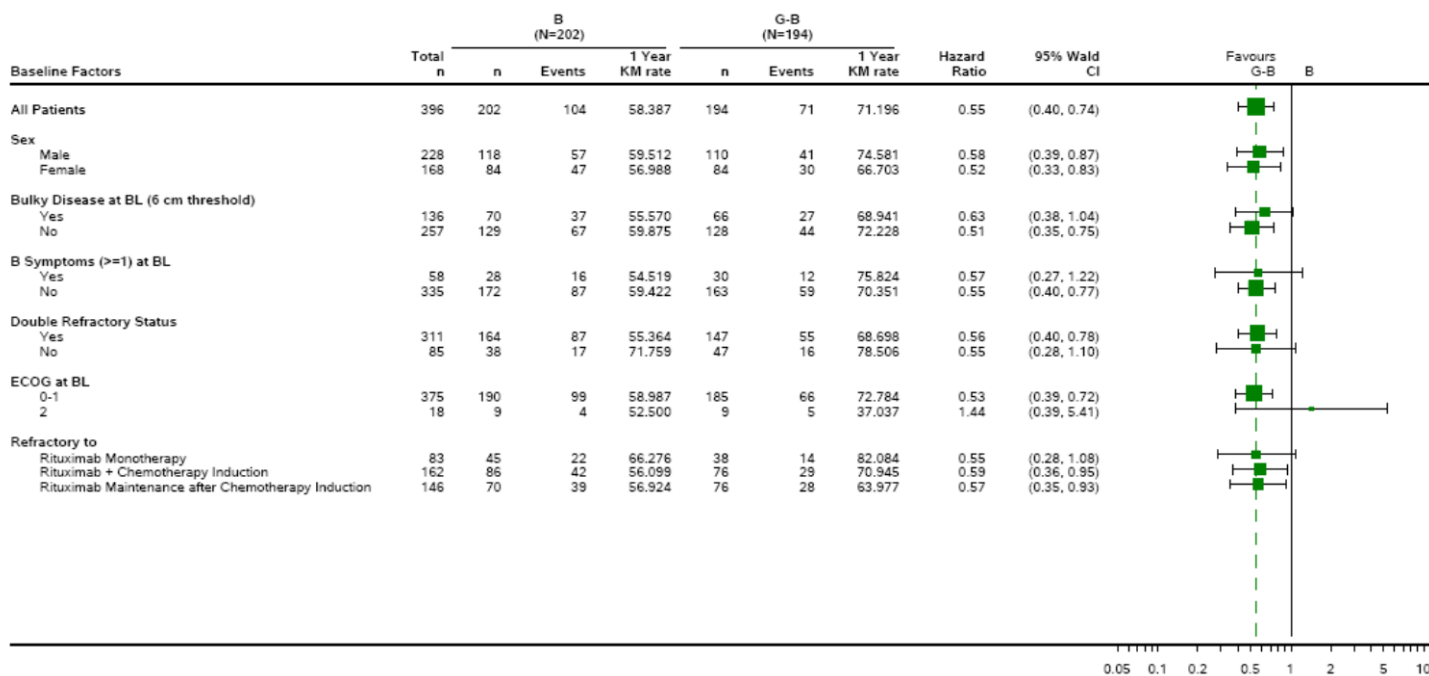 B G-B
(N=202) (N=194)
Total 1 Year 1 Year Hazard 95% Wald Favours
Baseline Factors n n Events KM rate n Events KM rate Ratio CI G-B B
All Patients 396 202 104 58.387 194 71 71.196 0.55 (0.40, 0.74)
Sex
Male 228 118 57 59.512 110 41 74.581 0.58 (0.39, 0.87)
Female 168 84 47 56.988 84 30 66.703 0.52 (0.33, 0.83)
Bulky Disease at BL (6 cm threshold)
Yes 136 70 37 55.570 66 27 68.941 0.63 (0.38, 1.04)
No 257 129 67 59.875 128 44 72.228 0.51 (0.35, 0.75)
B Symptoms (>=1) at BL
Yes 58 28 16 54.519 30 12 75.824 0.57 (0.27, 1.22)
No 335 172 87 59.422 163 59 70.351 0.55 (0.40, 0.77)
Double Refractory Status
Yes 311 164 87 55.364 147 55 68.698 0.56 (0.40, 0.78)
No 85 38 17 71.759 47 16 78.506 0.55 (0.28, 1.10)
ECOG at BL
0-1 375 190 99 58.987 185 66 72.784 0.53 (0.39, 0.72)
2 18 9 4 52.500 9 5 37.037 1.44 (0.39, 5.41)
Refractory to
Rituximab Monotherapy 83 45 22 66.276 38 14 82.084 0.55 (0.28, 1.08)
Rituximab + Chemotherapy Induction 162 86 42 56.099 76 29 70.945 0.59 (0.36, 0.95)
Rituximab Maintenance after Chemotherapy Induction 146 70 39 56.924 76 28 63.977 0.57 (0.35, 0.93)
0.05 0.1 0.2 0.5 1 2 5 10